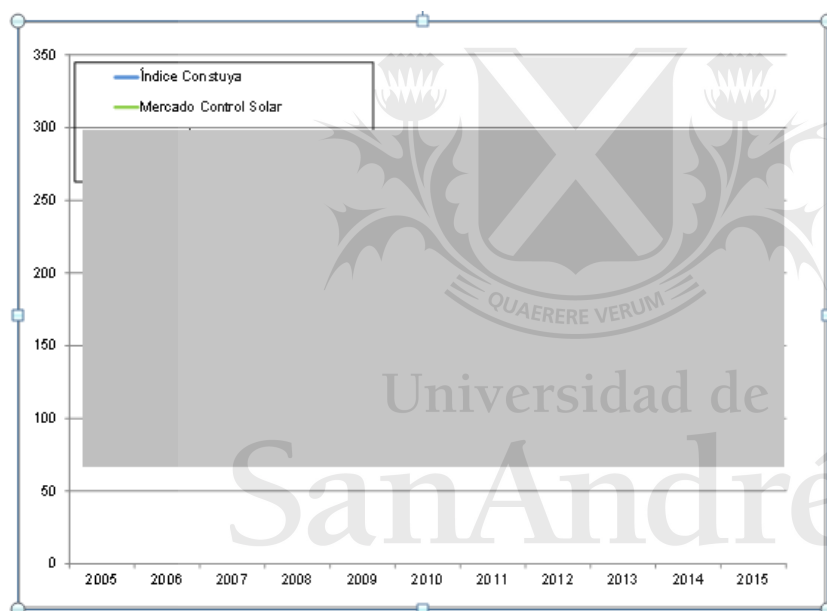 350
Índice Constuya
Mercado Control Solar
300
250
200
QUAERERE VERUM
150
100
Universidad de
50
SanAndré
0
2005 2006 2007 2008 2009 2010 2011 2012 2013 2014 2015